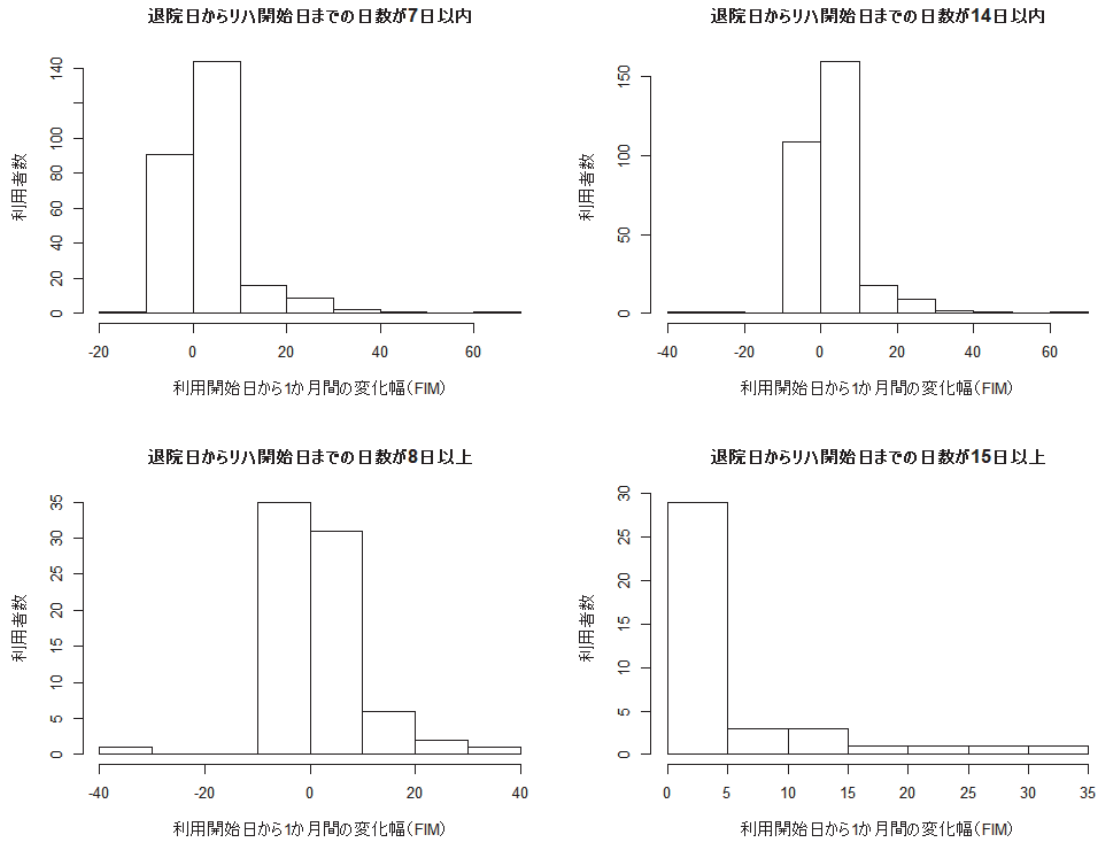 退院日からリハ開始日までの日数が7日以内
140
100
80
60
40
20
0
利用者数
-20 0 20 40 60
利用開始日から1か月間の変化幅(FIM)
退院日からリハ開始日までの日数が14日以内
150
100
50
0
利用者数
-40 -20 0 20 40 60
利用開始日から1か月間の変化幅(FIM)
退院日からリハ開始日までの日数が8日以上
35
30
25
20
15
10
5
0
利用者数
-40 -20 0 20 40
利用開始日から1か月間の変化幅(FIM)
退院日からリハ開始日までの日数が15日以上
30
25
20
15
10
5
0
利用者数
0 5 10 15 20 25 30 35
利用開始日から1か月間の変化幅(FIM)